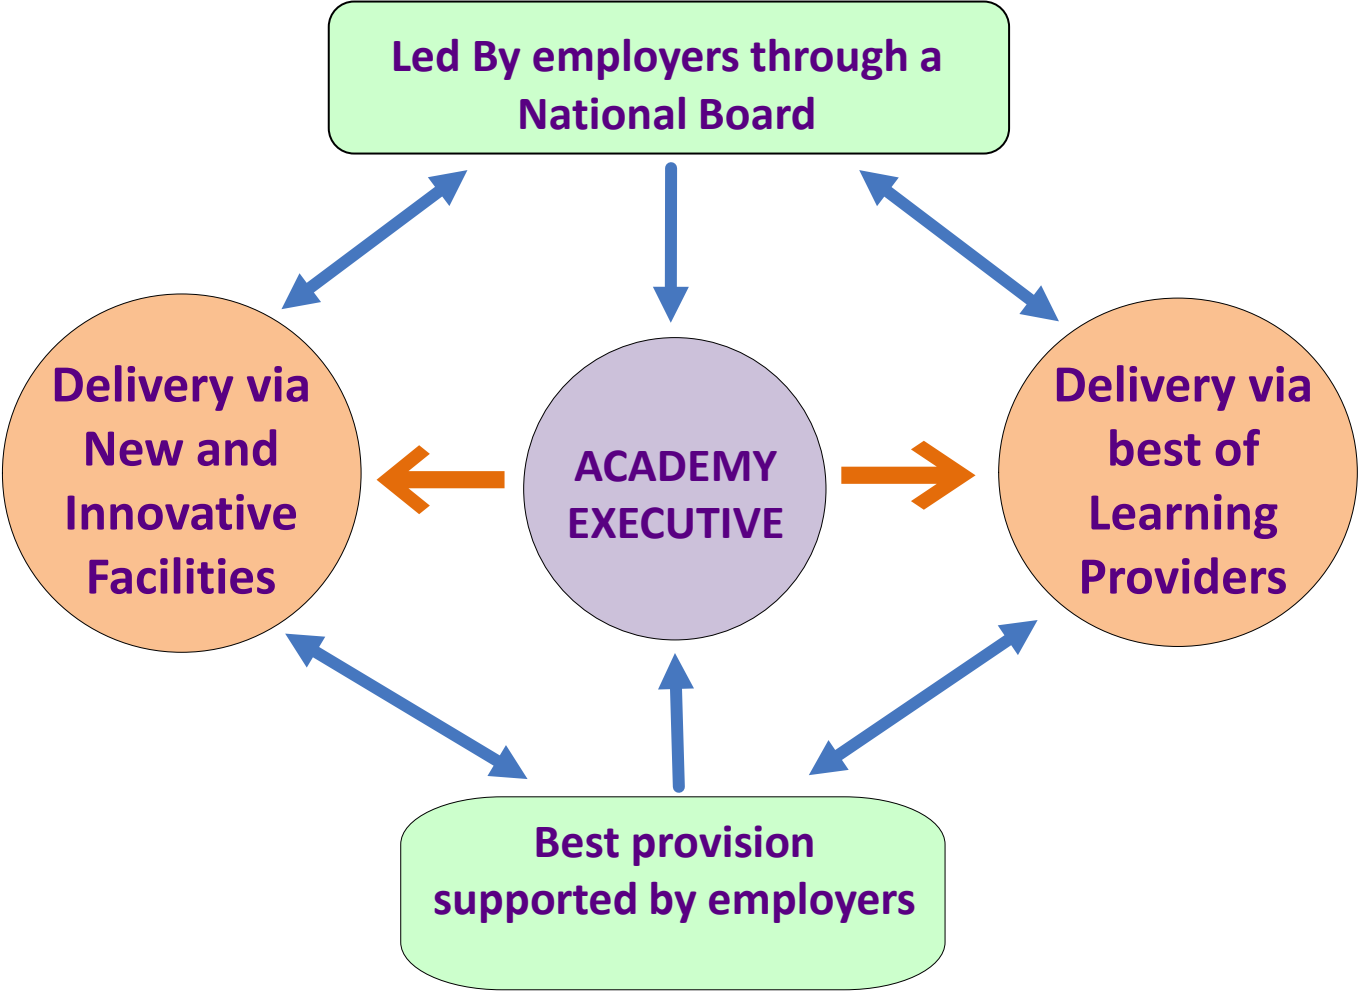 Led By employers through a
National Board
Delivery via
New and
Innovative
Facilities
ACADEMY
EXECUTIVE
Delivery via
best of
Learning
Providers
Best provision
supported by employers